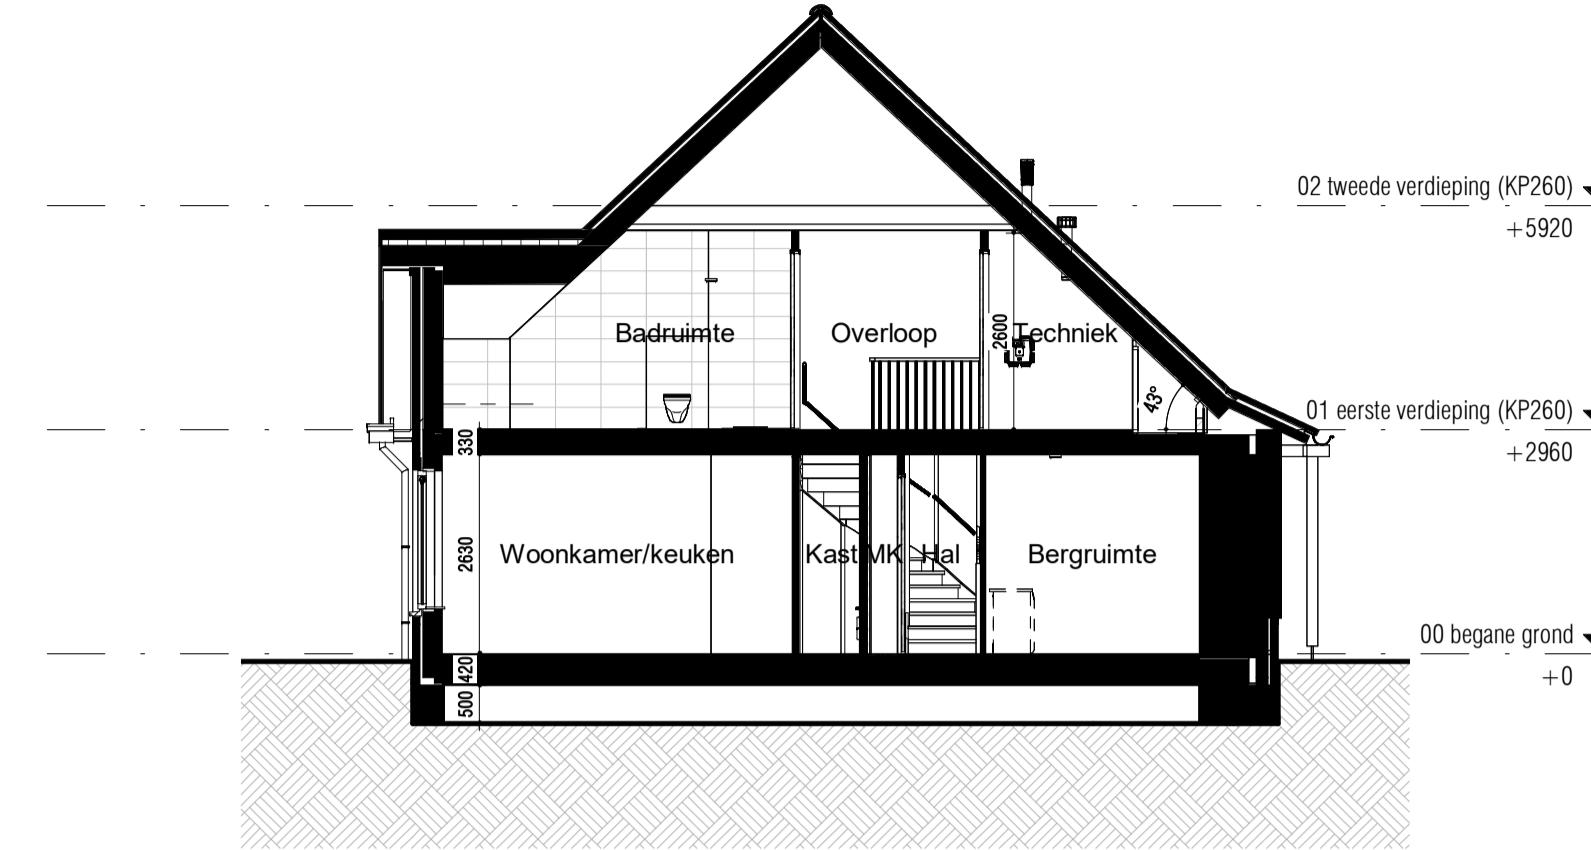 02 tweede verdieping (KP260)
+5920
Badruimte
Overloop
2600
Techniek
43°
01 eerste verdieping (KP260)
+2960
330
2630
Woonkamer/keuken
Kast
MK
Hal
Bergruimte
00 begane grond
+0
420
500